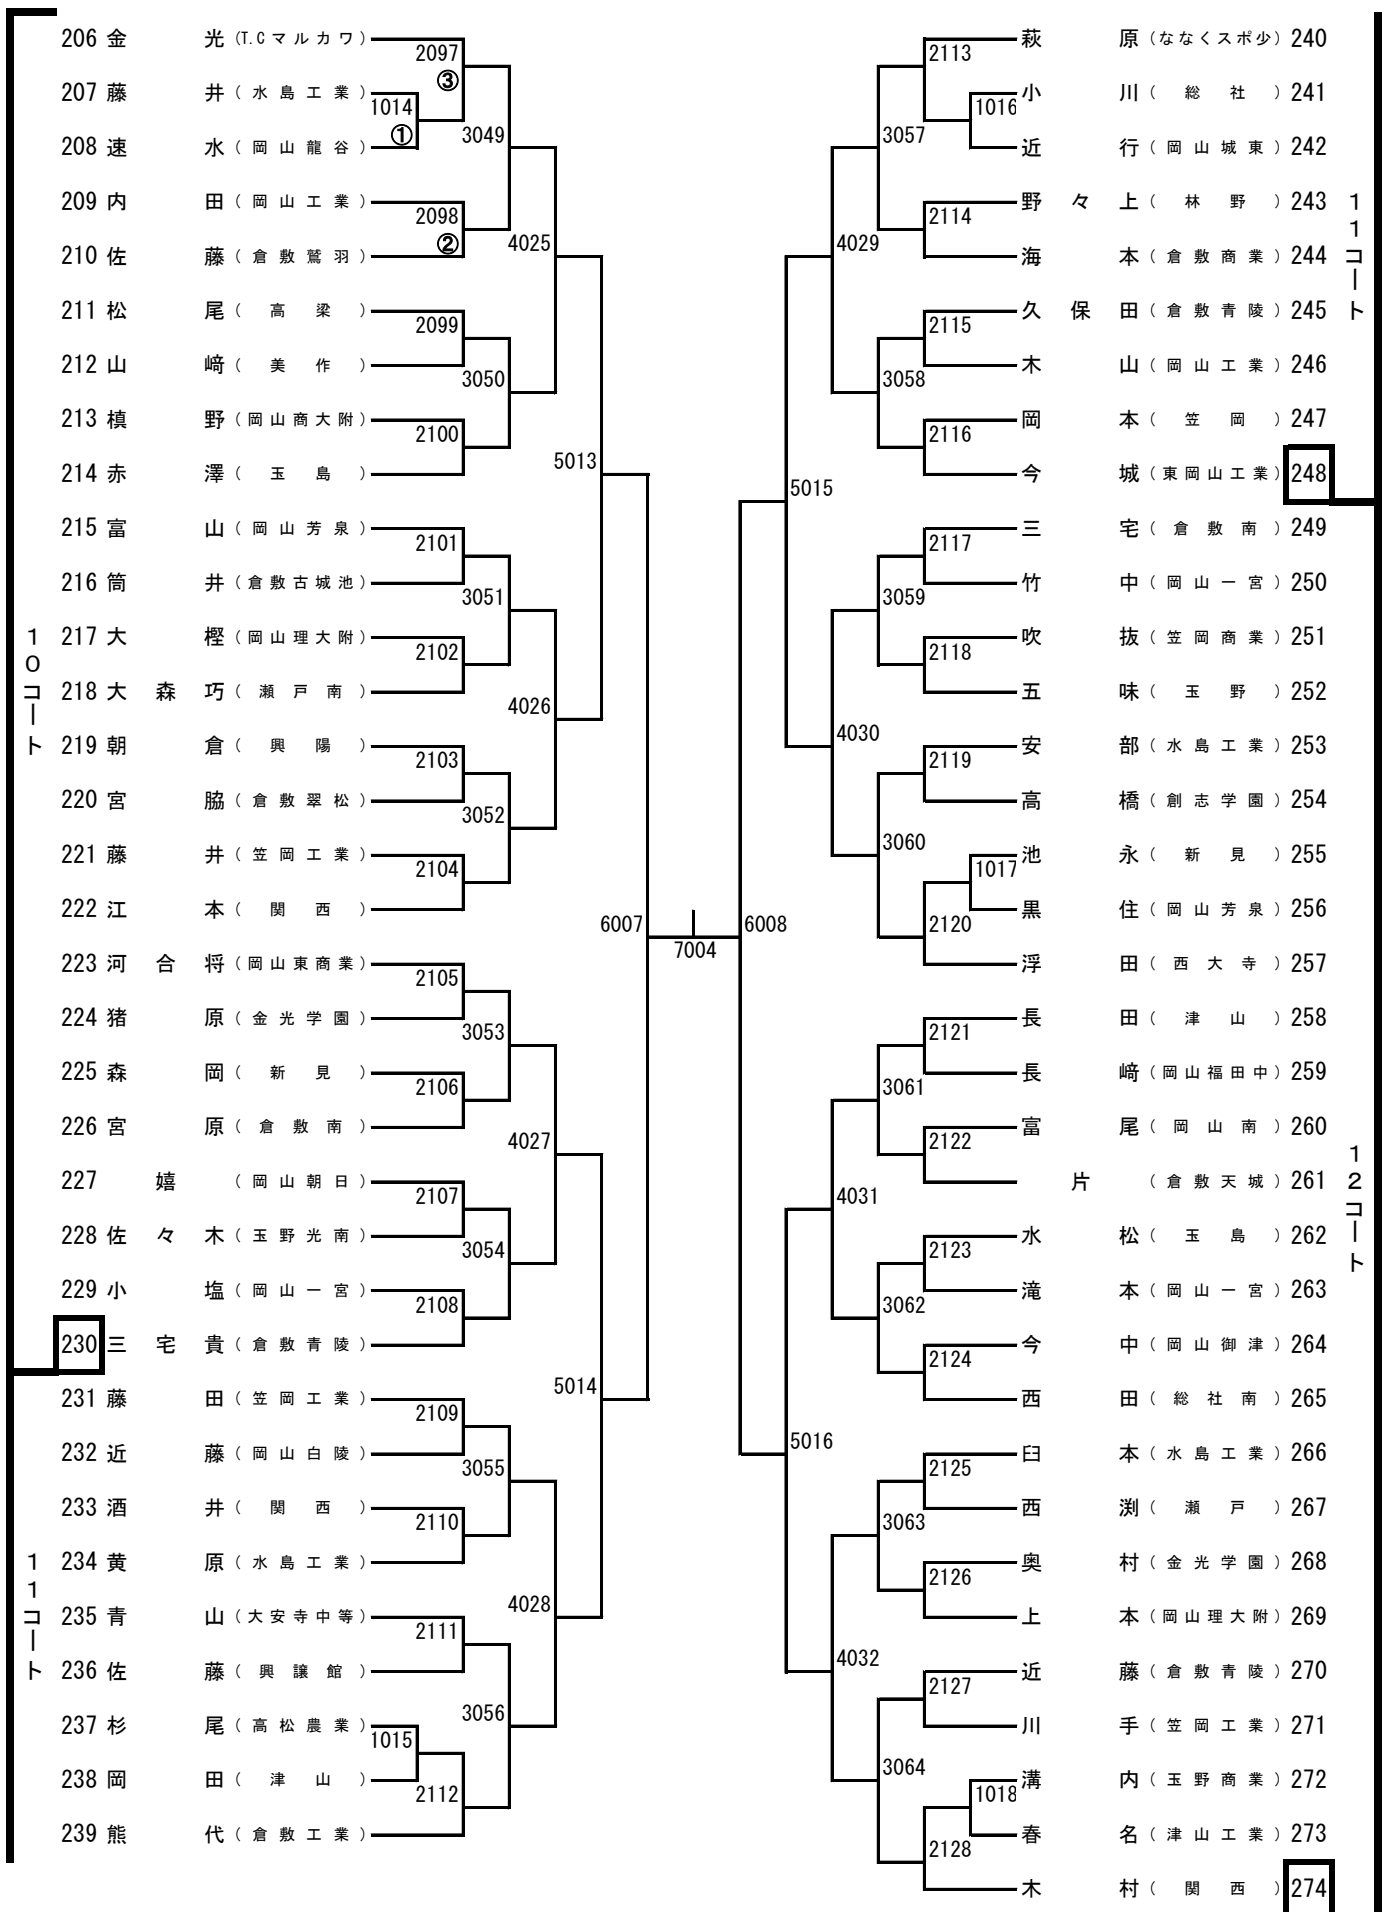 206 金 光 (T.Cマルカワ)
2097
③
207 藤 井 (水島工業)
1014
①
3049
208 速 水 (岡山龍谷)
209 内 田 (岡山工業)
2098
②
4025
210 佐 藤 (倉敷鷲羽)
211 松 尾 (高梁)
2099
212 山 﨑 (美作)
3050
213 槙 野 (岡山商大附)
2100
5013
214 赤 澤 (玉島)
215 富 山 (岡山芳泉)
2101
216 筒 井 (倉敷古城池)
3051
10コート
217 大 樫 (岡山理大附)
2102
218 大 森 巧 (瀬戸南)
4026
219 朝 倉 (興陽)
2103
220 宮 脇 (倉敷翠松)
3052
221 藤 井 (笠岡工業)
2104
222 江 本 (関西)
6007
7004
6008
223 河 合 将 (岡山東商業)
2105
224 猪 原 (金光学園)
3053
225 森 岡 (新見)
2106
226 宮 原 (倉敷南)
4027
227 嬉 (岡山朝日)
2107
228 佐 々 木 (玉野光南)
3054
229 小 塩 (岡山一宮)
2108
230 三 宅 貴 (倉敷青陵)
5014
231 藤 田 (笠岡工業)
2109
232 近 藤 (岡山白陵)
3055
233 酒 井 (関西)
2110
11コート
234 黄 原 (水島工業)
4028
235 青 山 (大安寺中等)
2111
236 佐 藤 (興譲館)
3056
237 杉 尾 (高松農業)
1015
238 岡 田 (津山)
2112
239 熊 代 (倉敷工業)
萩 原 (ななくスポ少) 240
2113
小 川 (総社) 241
1016
3057
近 行 (岡山城東) 242
野 々 上 (林野) 243
2114
11コート
4029
海 本 (倉敷商業) 244
久 保 田 (倉敷青陵) 245
2115
木 山 (岡山工業) 246
3058
岡 本 (笠岡) 247
2116
今 城 (東岡山工業) 248
5015
三 宅 (倉敷南) 249
2117
竹 中 (岡山一宮) 250
3059
吹 抜 (笠岡商業) 251
2118
五 味 (玉野) 252
4030
安 部 (水島工業) 253
2119
高 橋 (創志学園) 254
3060
池 永 (新見) 255
1017
黒 住 (岡山芳泉) 256
2120
浮 田 (西大寺) 257
長 田 (津山) 258
2121
長 﨑 (岡山福田中) 259
3061
富 尾 (岡山南) 260
2122
12コート
片 (倉敷天城) 261
4031
水 松 (玉島) 262
2123
滝 本 (岡山一宮) 263
3062
今 中 (岡山御津) 264
2124
西 田 (総社南) 265
5016
臼 本 (水島工業) 266
2125
西 渕 (瀬戸) 267
3063
奥 村 (金光学園) 268
2126
上 本 (岡山理大附) 269
4032
近 藤 (倉敷青陵) 270
2127
川 手 (笠岡工業) 271
3064
溝 内 (玉野商業) 272
1018
春 名 (津山工業) 273
2128
木 村 (関西) 274